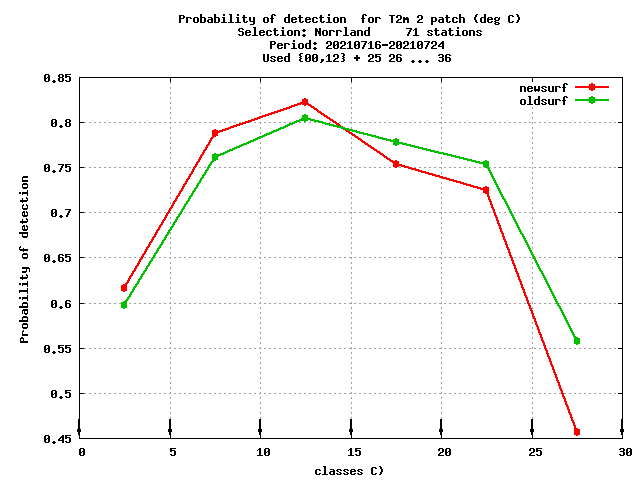 Probability of detection  for T2m 2 patch (deg C)
Selection: Norrland     71 stations
Period: 20210716-20210724
Used {00,12} + 25 26 ... 36
newsurf
oldsurf
0.85
0.8
0.75
0.7
0.65
0.6
0.55
0.5
0.45
Probability of detection
0 5 10 15 20 25 30
classes C)